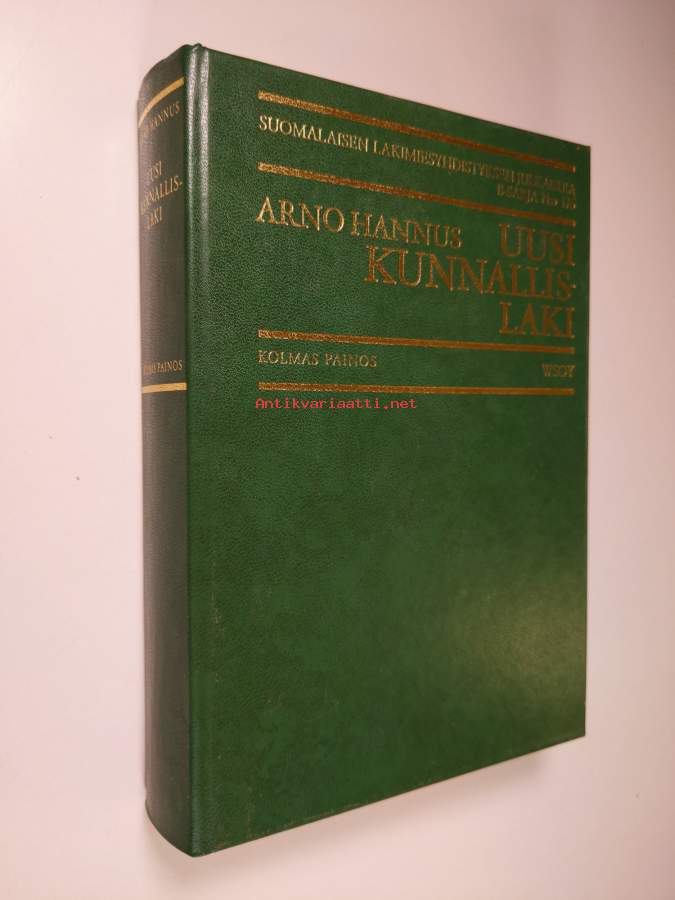 SUOMALAISEN LAKIMIESYHDISTYKSEN JULKAISUJA
B-SARJA N:o
ARNO HANNUS
UUSI
KUNNALLIS-
LAKI
KOLMAS PAINOS
WSOY
HANNUS
UUSI
KUNNALLIS-
LAKI
KOLMAS PAINOS
Antikvariaatti.net